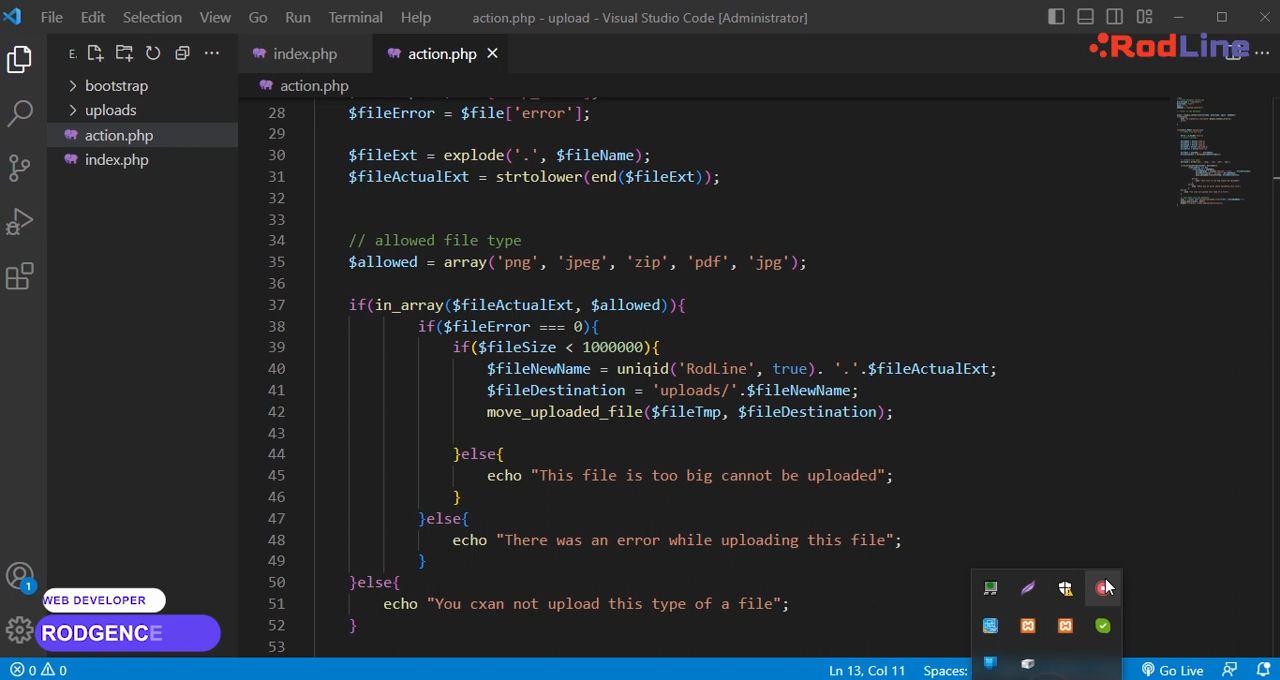 File Edit Selection View Go Run Terminal Help action.php - upload - Visual Studio Code [Administrator]
E. ... index.php action.php RodLine ...
bootstrap
uploads
action.php
index.php
action.php
28 $fileError = $file['error'];
29
30 $fileExt = explode('.', $fileName);
31 $fileActualExt = strtolower(end($fileExt));
32
33
34 // allowed file type
35 $allowed = array('png', 'jpeg', 'zip', 'pdf', 'jpg');
36
37 if(in_array($fileActualExt, $allowed)){
38 if($fileError === 0){
39 if($fileSize < 1000000){
40 $fileNewName = uniqid('RodLine', true). '.'.$fileActualExt;
41 $fileDestination = 'uploads/'.$fileNewName;
42 move_uploaded_file($fileTmp, $fileDestination);
43
44 }else{
45 echo "This file is too big cannot be uploaded";
46 }
47 }else{
48 echo "There was an error while uploading this file";
49 }
50 }else{
51 echo "You cxan not upload this type of a file";
52 }
53
1
WEB DEVELOPER
RODGENCE
0 0 Ln 13, Col 11 Spaces: Go Live